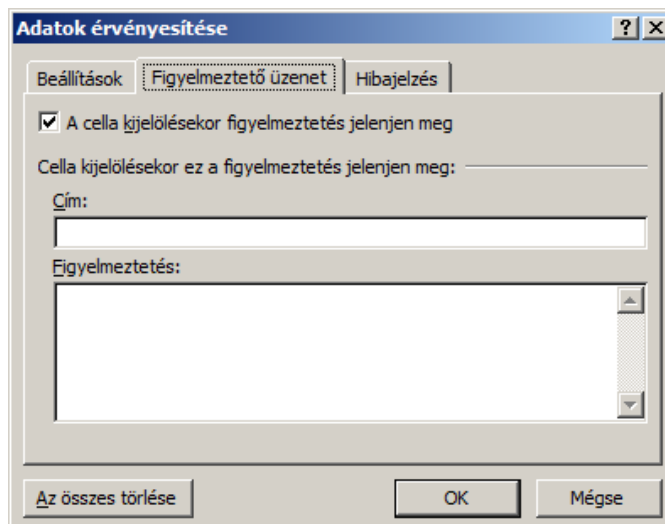 Adatok érvényesítése
Beállítások Figyelmeztető üzenet Hibajelzés
A cella kijelölésekor figyelmeztetés jelenjen meg
Cella kijelölésekor ez a figyelmeztetés jelenjen meg:
Cím:
Figyelmeztetés:
Az összes törlése OK Mégse